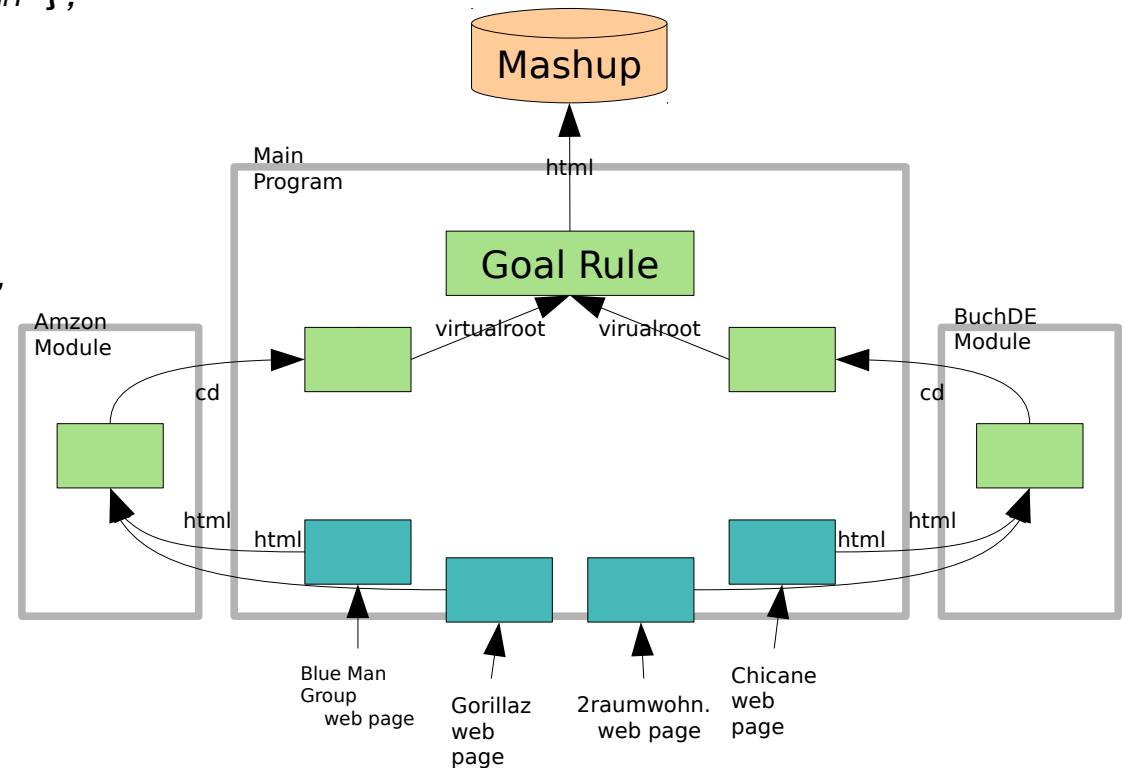 Mashup
html
Main
Program
Goal Rule
virtualroot
virualroot
Amzon
Module
BuchDE
Module
cd
cd
html
html
html
html
Blue Man
Group
web page
Gorillaz
web
page
2raumwohn.
web page
Chicane
web
page